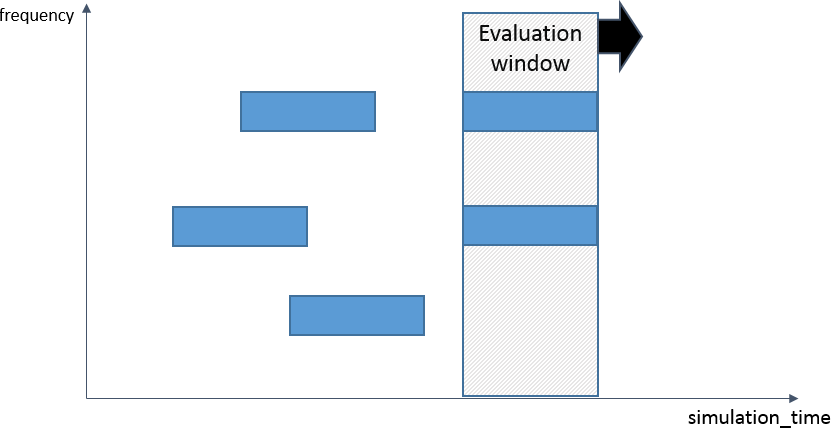 frequency
Evaluation
window
simulation_time